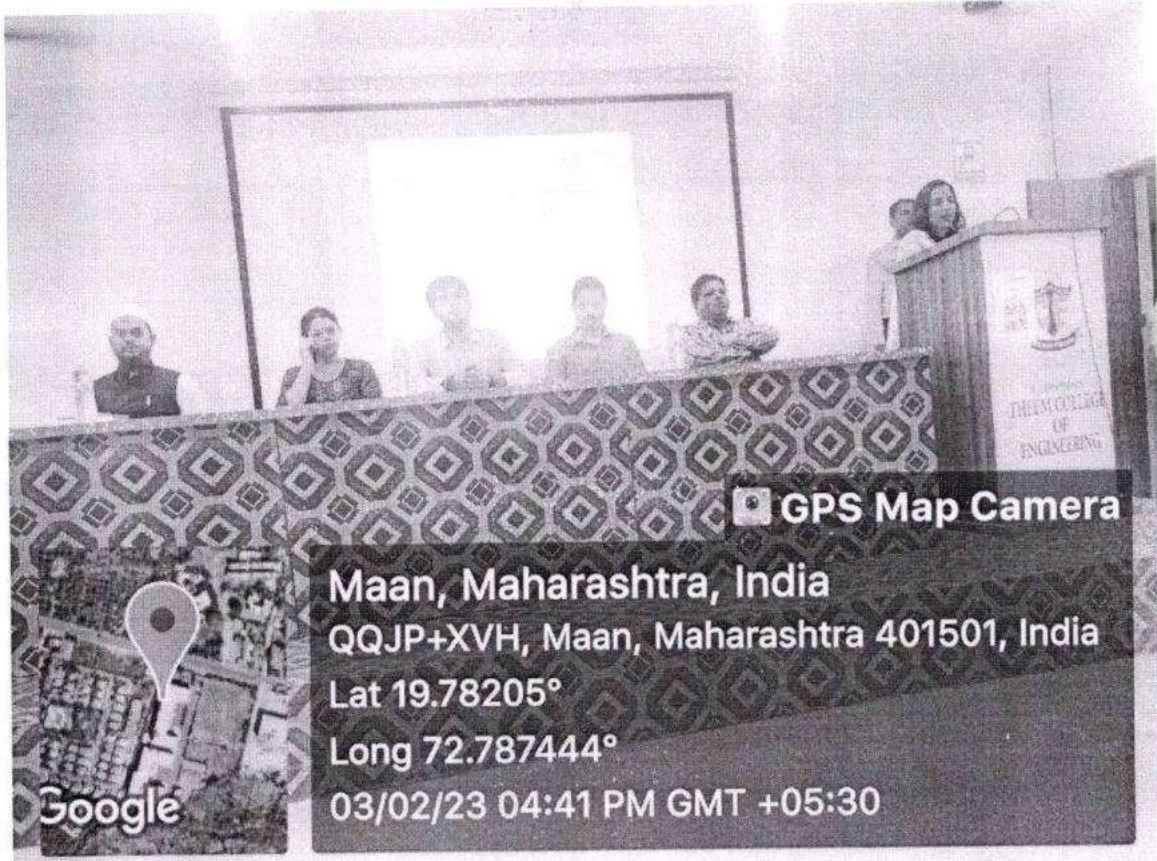 THEEM COLLEGE
OF
ENGINEERING
GPS Map Camera
Maan, Maharashtra, India
QQJP+XVH, Maan, Maharashtra 401501, India
Lat 19.78205°
Long 72.787444°
03/02/23 04:41 PM GMT +05:30
Google